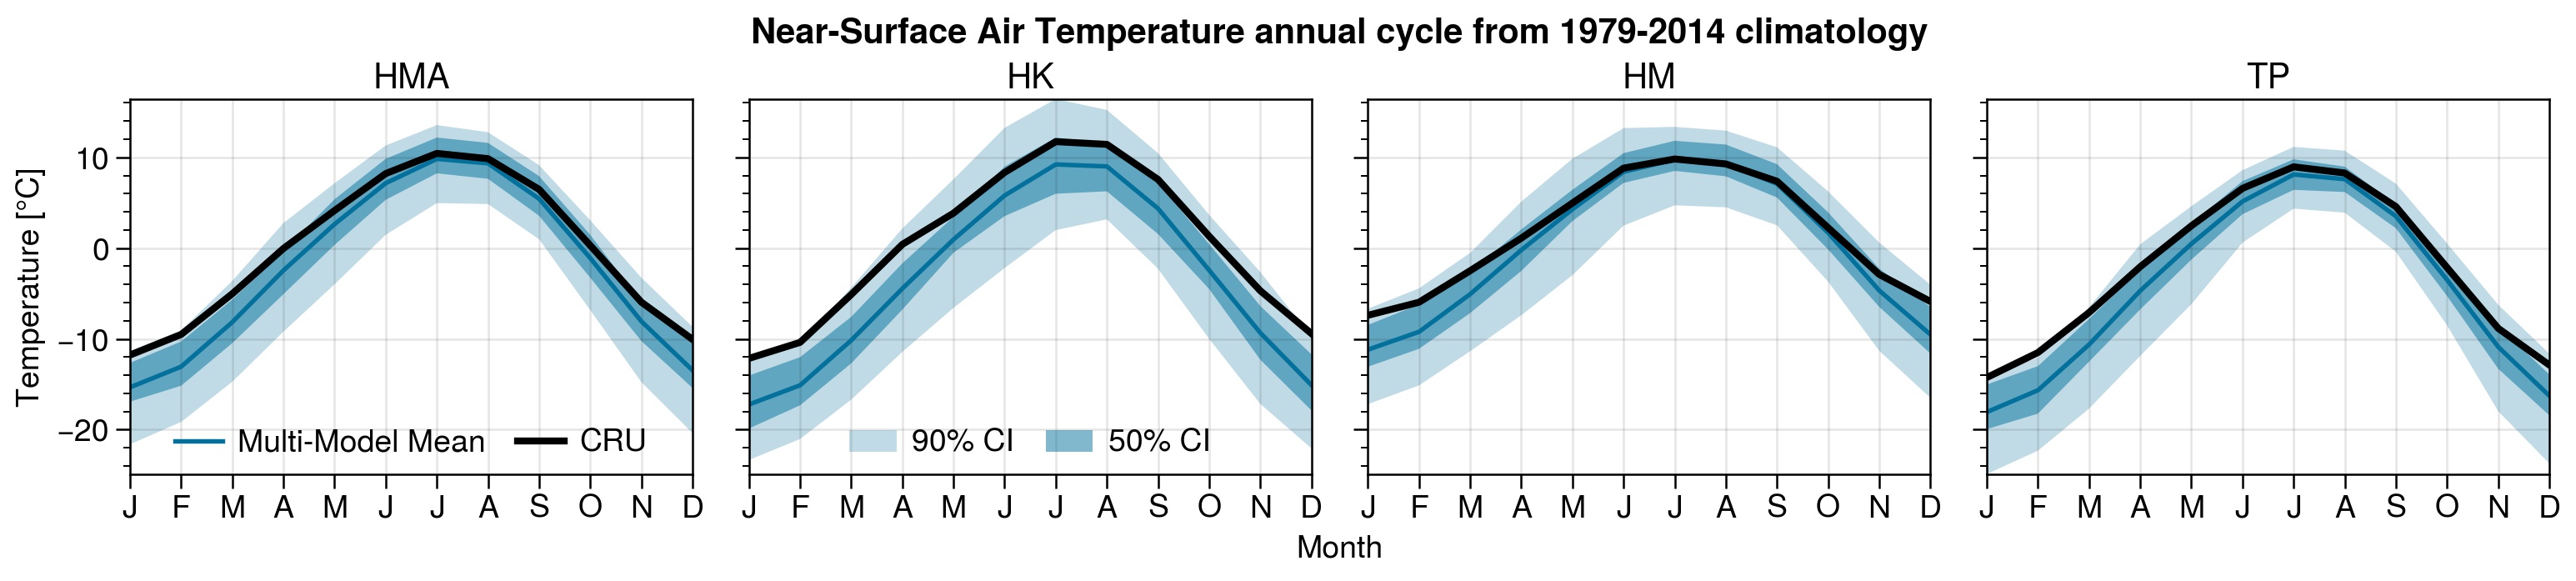 Near-Surface Air Temperature annual cycle from 1979-2014 climatology
HMA HK HM TP
Temperature [°C]
10
0
−10
−20
Multi-Model Mean CRU 90% CI 50% CI
J F M A M J J A S O N D J F M A M J J A S O N D J F M A M J J A S O N D J F M A M J J A S O N D
Month